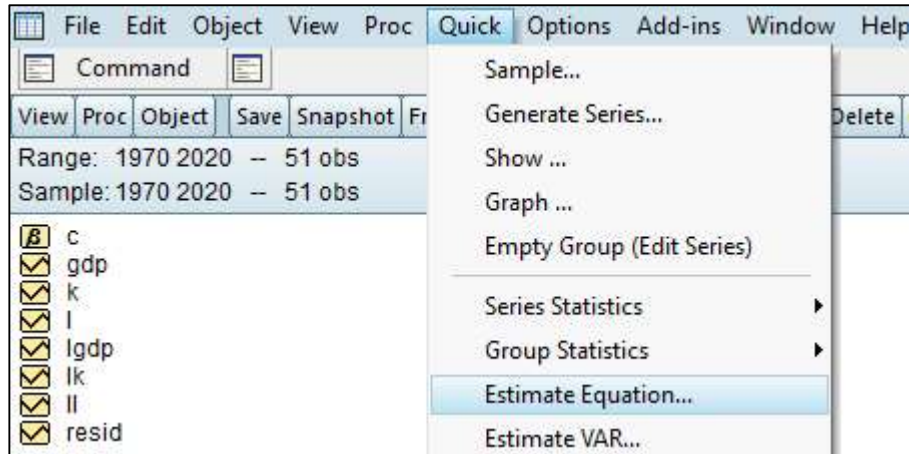 File Edit Object View Proc Quick Options Add-ins Window Help
Command
View Proc Object Save Snapshot Fr Delete
Range: 1970 2020 -- 51 obs
Sample: 1970 2020 -- 51 obs
β c
gdp
k
l
lgdp
lk
ll
resid
Sample...
Generate Series...
Show ...
Graph ...
Empty Group (Edit Series)
Series Statistics
Group Statistics
Estimate Equation...
Estimate VAR...